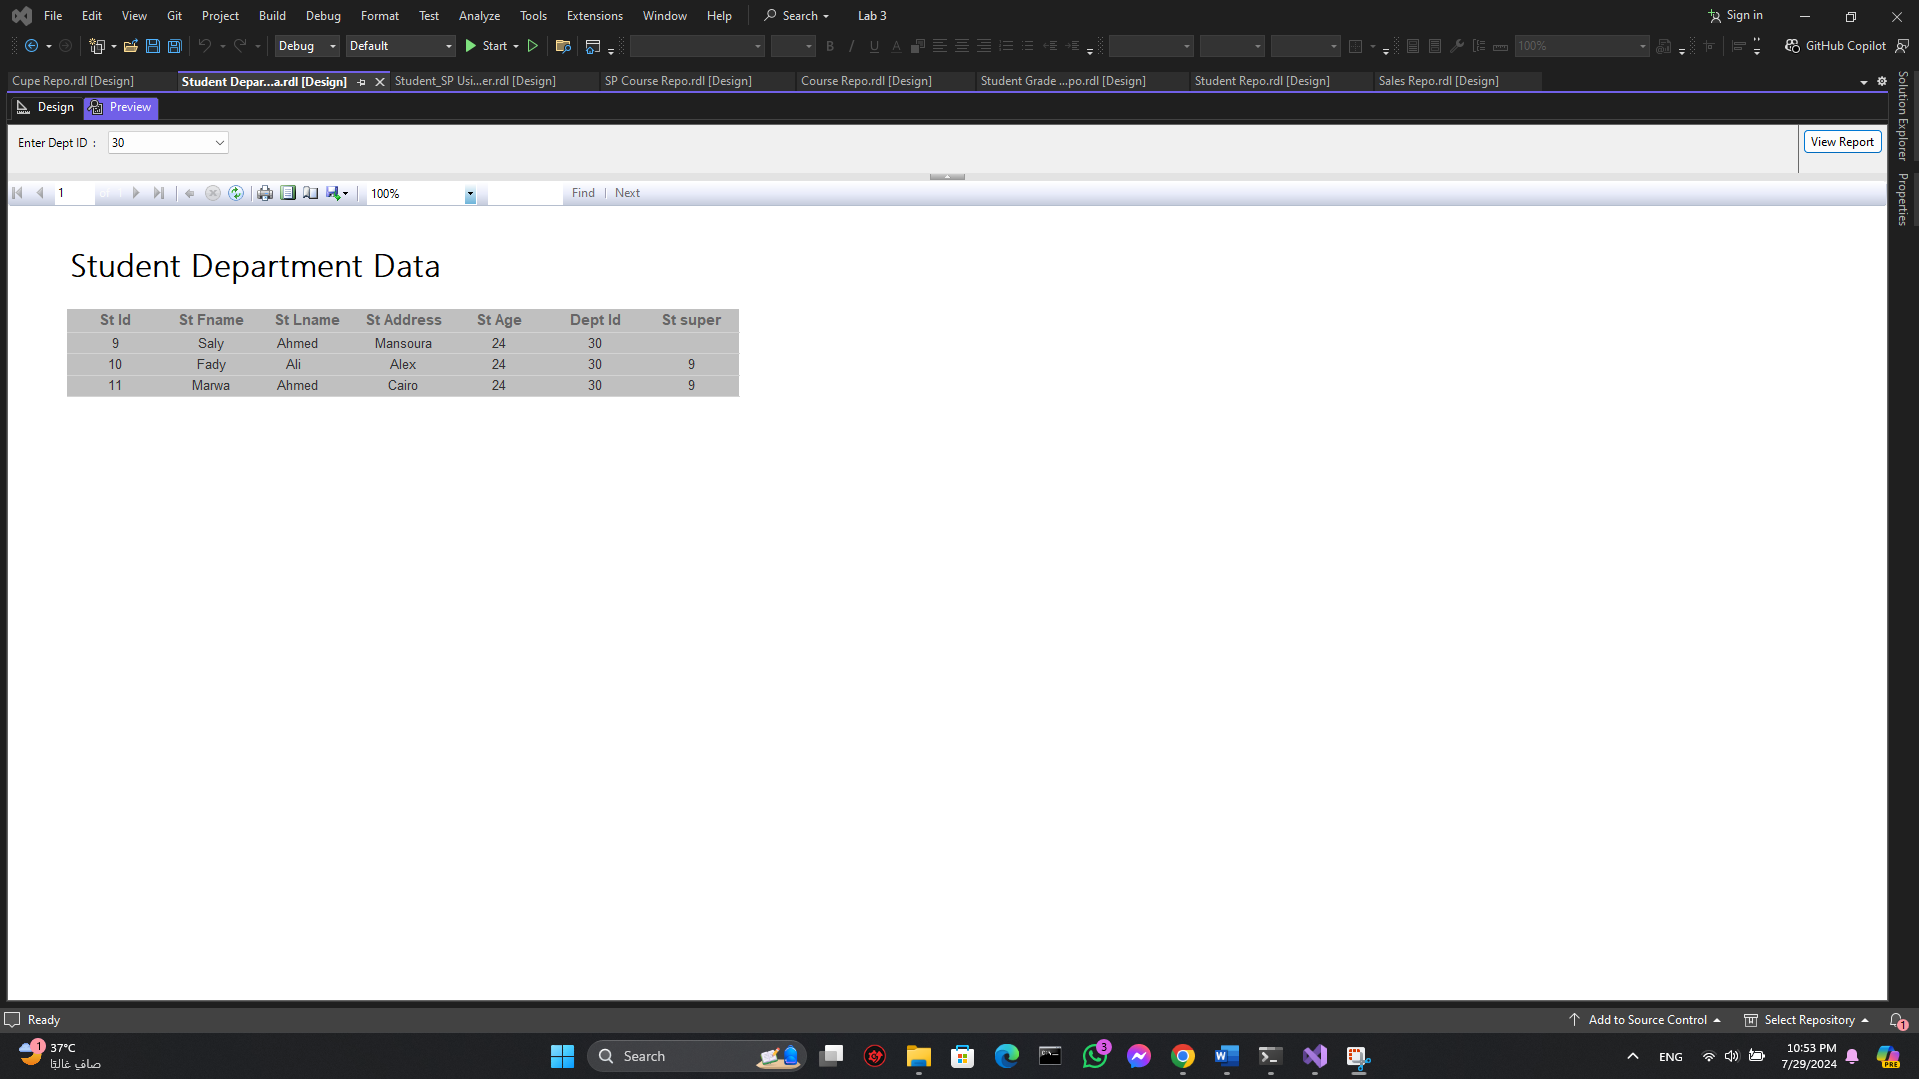 File Edit View Git Project Build Debug Format Test Analyze Tools Extensions Window Help Search Lab 3 Sign in
Debug Default Start 100% GitHub Copilot
Cupe Repo.rdl [Design] Student Depar...a.rdl [Design] Student_SP Usi...er.rdl [Design] SP Course Repo.rdl [Design] Course Repo.rdl [Design] Student Grade ...po.rdl [Design] Student Repo.rdl [Design] Sales Repo.rdl [Design]
Design Preview
Enter Dept ID : 30 View Report
1 of 1 100% Find | Next
Solution Explorer
Properties
Student Department Data
St Id St Fname St Lname St Address St Age Dept Id St super
9 Saly Ahmed Mansoura 24 30
10 Fady Ali Alex 24 30 9
11 Marwa Ahmed Cairo 24 30 9
Ready Add to Source Control Select Repository 1
1 37°C
صافٍ غالبًا
Search 3 ENG 10:53 PM
7/29/2024 PRE